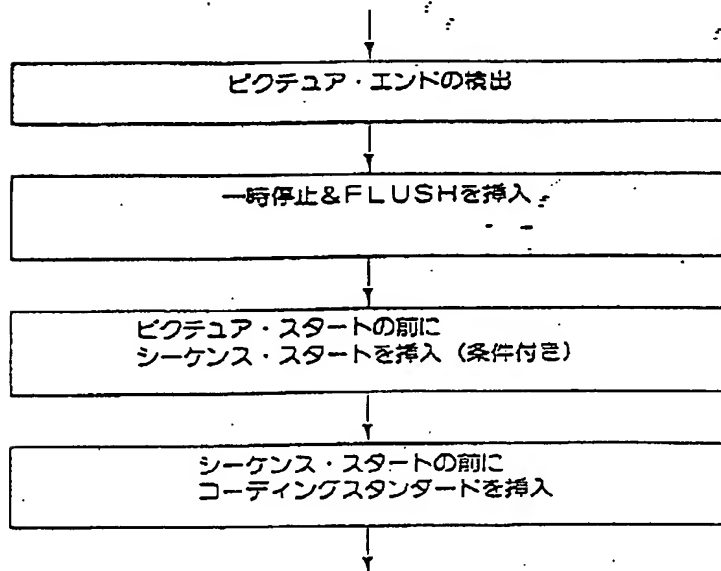 ピクチュア・エンドの検出
一時停止&FLUSHを挿入
ピクチュア・スタートの前に
シーケンス・スタートを挿入（条件付き）
シーケンス・スタートの前に
コーディングスタンダードを挿入